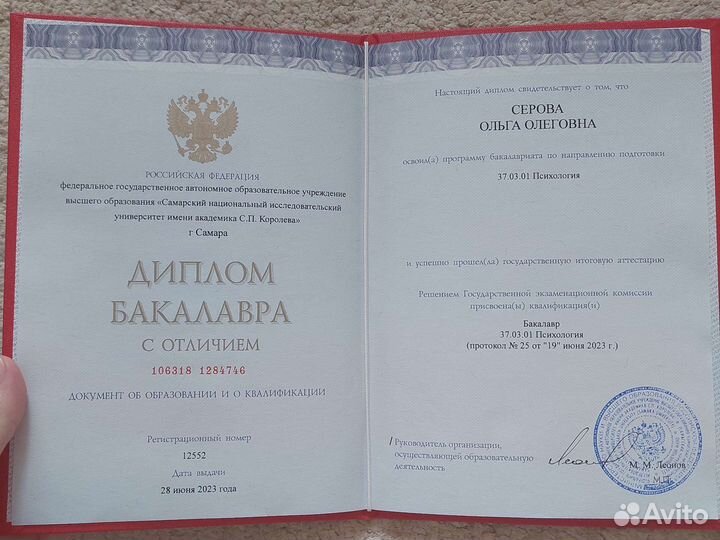 РОССИЙСКАЯ ФЕДЕРАЦИЯ
федеральное государственное автономное образовательное учреждение
высшего образования «Самарский национальный исследовательский
университет имени академика С.П. Королева»
г Самара
ДИПЛОМ
БАКАЛАВРА
С ОТЛИЧИЕМ
106318 1284746
ДОКУМЕНТ ОБ ОБРАЗОВАНИИ И О КВАЛИФИКАЦИИ
Регистрационный номер
12552
Дата выдачи
28 июня 2023 года
Настоящий диплом свидетельствует о том, что
СЕРОВА
ОЛЬГА ОЛЕГОВНА
освоил(а) программу бакалавриата по направлению подготовки
37.03.01 Психология
и успешно прошел(ла) государственную итоговую аттестацию
Решением Государственной экзаменационной комиссии
присвоена(ы) квалификация(и)
Бакалавр
37.03.01 Психология
(протокол № 25 от "19" июня 2023 г.)
/ Руководитель организации,
осуществляющей образовательную
деятельность
М. М. Леонов
М.П.
Avito